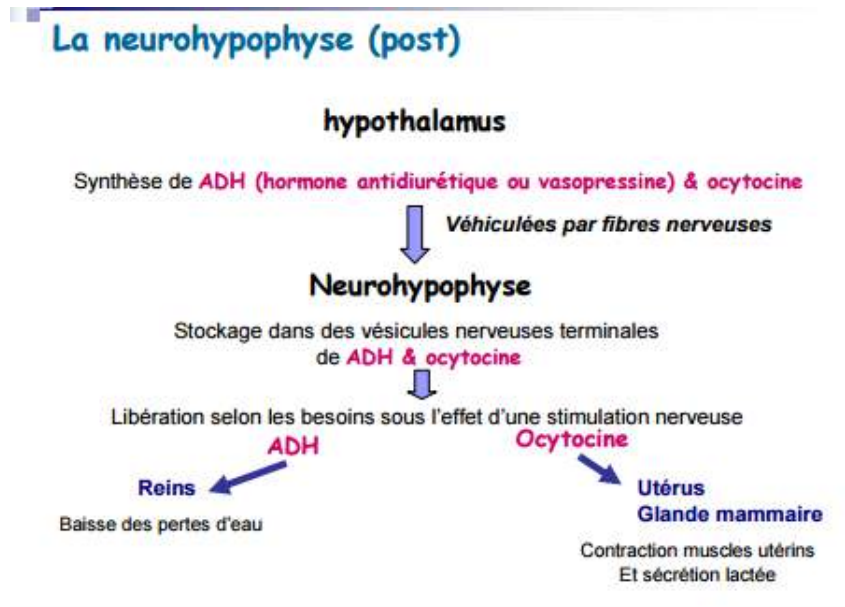 La neurohypophyse (post)
hypothalamus
Synthèse de ADH (hormone antidiurétique ou vasopressine) & ocytocine
Véhiculées par fibres nerveuses
Neurohypophyse
Stockage dans des vésicules nerveuses terminales
de ADH & ocytocine
Libération selon les besoins sous l'effet d'une stimulation nerveuse
ADH
Ocytocine
Reins
Baisse des pertes d'eau
Utérus
Glande mammaire
Contraction muscles utérins
Et sécrétion lactée